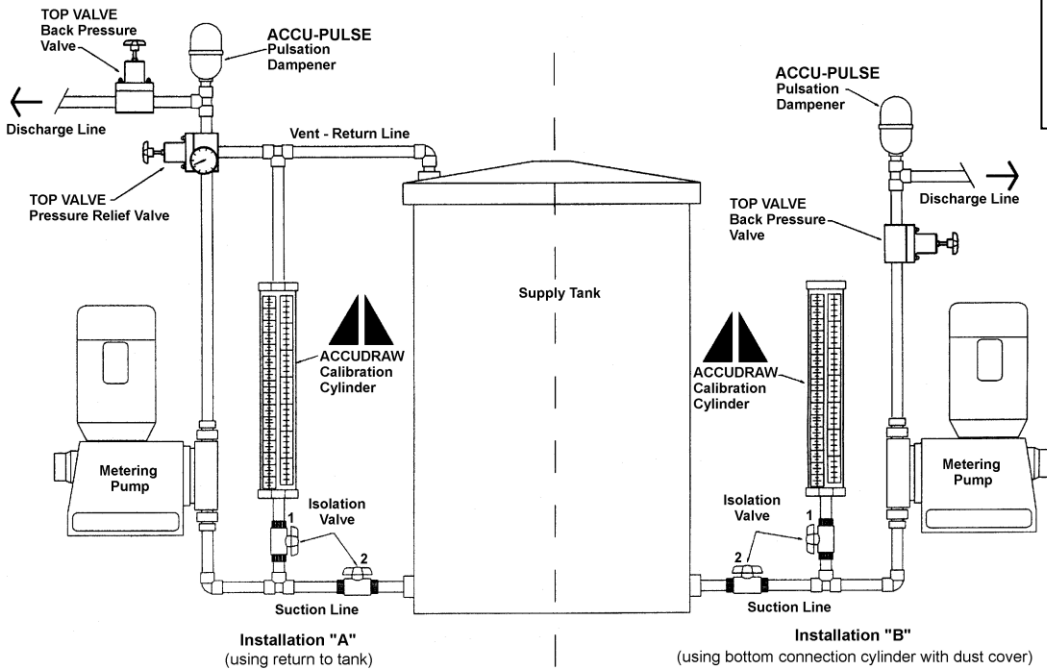 TOP VALVE
Back Pressure
Valve
ACCU-PULSE
Pulsation
Dampener
Discharge Line
Vent - Return Line
TOP VALVE
Pressure Relief Valve
ACCUDRAW
Calibration
Cylinder
Metering
Pump
Isolation
Valve
1
2
Suction Line
Installation "A"
(using return to tank)
Supply Tank
ACCU-PULSE
Pulsation
Dampener
Discharge Line
TOP VALVE
Back Pressure
Valve
ACCUDRAW
Calibration
Cylinder
Metering
Pump
Isolation
Valve
1
2
Suction Line
Installation "B"
(using bottom connection cylinder with dust cover)